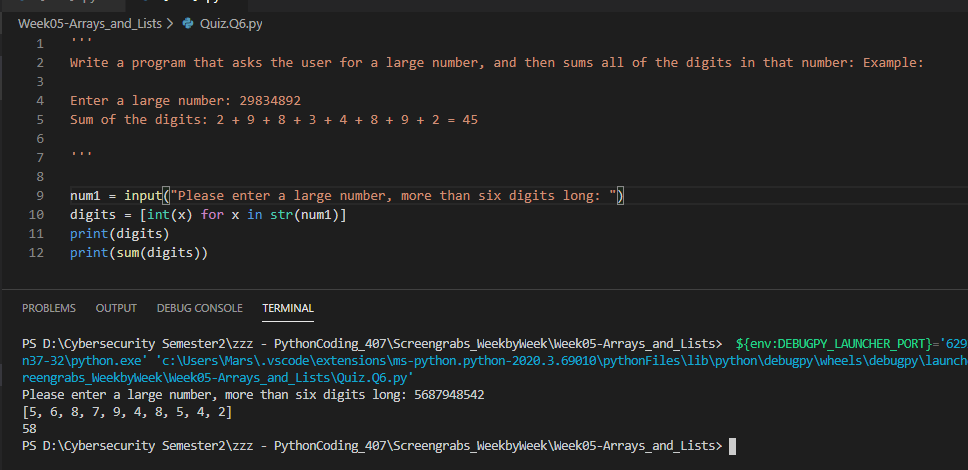 Week05-Arrays_and_Lists > Quiz.Q6.py
1 '''
2 Write a program that asks the user for a large number, and then sums all of the digits in that number: Example:
3
4 Enter a large number: 29834892
5 Sum of the digits: 2 + 9 + 8 + 3 + 4 + 8 + 9 + 2 = 45
6
7 '''
8
9 num1 = input("Please enter a large number, more than six digits long: ")
10 digits = [int(x) for x in str(num1)]
11 print(digits)
12 print(sum(digits))
PROBLEMS OUTPUT DEBUG CONSOLE TERMINAL
PS D:\Cybersecurity Semester2\zzz - PythonCoding_407\Screengrabs_WeekbyWeek\Week05-Arrays_and_Lists> ${env:DEBUGPY_LAUNCHER_PORT}='629
n37-32\python.exe' 'c:\Users\Mars\.vscode\extensions\ms-python.python-2020.3.69010\pythonFiles\lib\python\debugpy\wheels\debugpy\launche
reengrabs_WeekbyWeek\Week05-Arrays_and_Lists\Quiz.Q6.py'
Please enter a large number, more than six digits long: 5687948542
[5, 6, 8, 7, 9, 4, 8, 5, 4, 2]
58
PS D:\Cybersecurity Semester2\zzz - PythonCoding_407\Screengrabs_WeekbyWeek\Week05-Arrays_and_Lists>